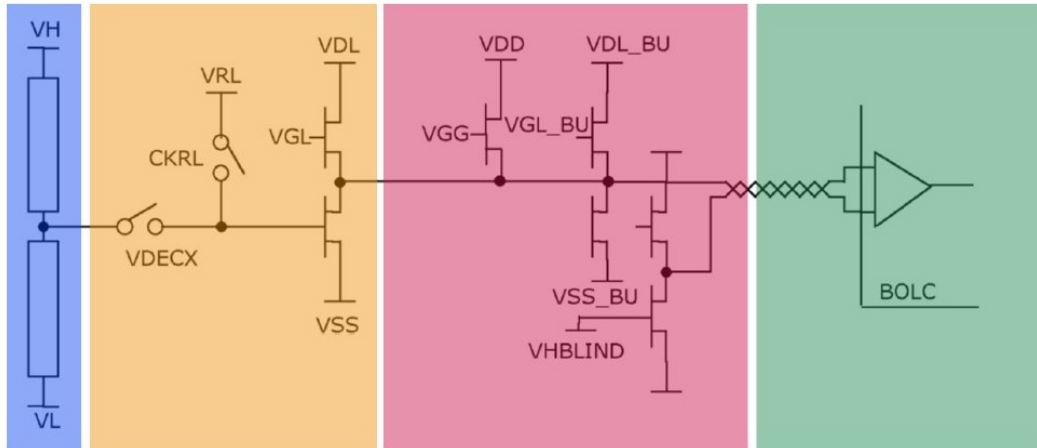 VH
VL
VRL
CKRL
VDECX
VDL
VGL
VSS
VDD
VGG
VDL_BU
VGL_BU
VSS_BU
VHBLIND
BOLC